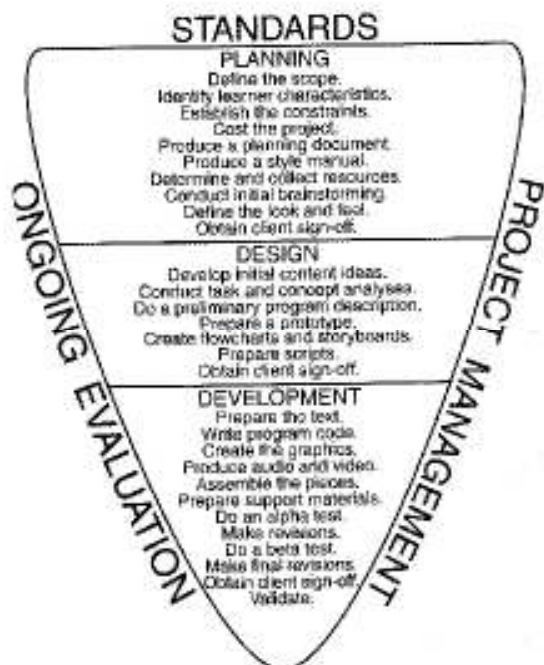 STANDARDS
PLANNING
Define the scope.
Identify learner characteristics.
Establish the constraints.
Cost the project.
Produce a planning document.
Produce a style manual.
Determine and collect resources.
Conduct initial brainstorming.
Define the look and feel.
Obtain client sign-off.
DESIGN
Develop initial content ideas.
Conduct task and concept analyses.
Do a preliminary program description.
Prepare a prototype.
Create flowcharts and storyboards.
Prepare scripts.
Obtain client sign-off.
DEVELOPMENT
Prepare the text.
Write program code.
Create the graphics.
Produce audio and video.
Assemble the pieces.
Prepare support materials.
Do an alpha test.
Make revisions.
Do a beta test.
Make final revisions.
Obtain client sign-off.
Validate.
ONGOING EVALUATION
PROJECT MANAGEMENT